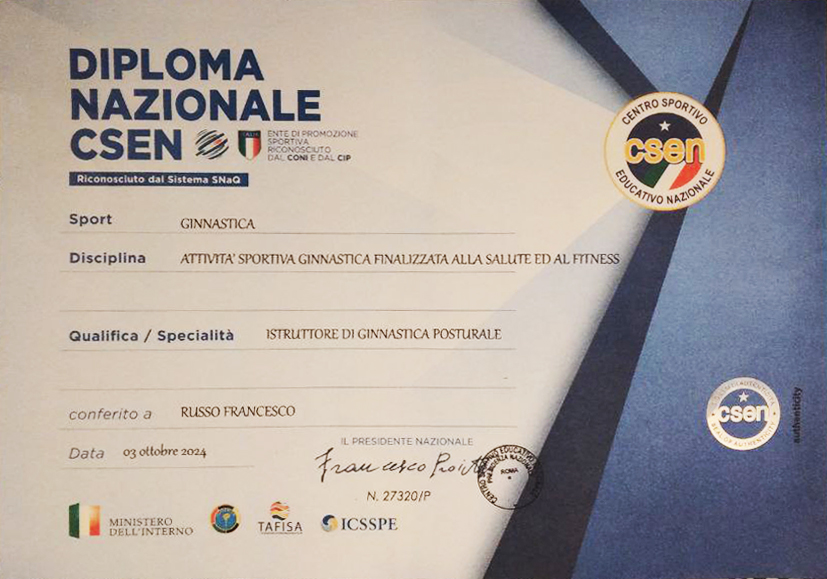 DIPLOMA
NAZIONALE
CSEN
ITALIA
ENTE DI PROMOZIONE
SPORTIVA
RICONOSCIUTO
DAL CONI E DAL CIP
Riconosciuto dal Sistema SNaQ
CENTRO SPORTIVO
csen
EDUCATIVO NAZIONALE
Sport GINNASTICA
Disciplina ATTIVITA' SPORTIVA GINNASTICA FINALIZZATA ALLA SALUTE ED AL FITNESS
Qualifica / Specialità ISTRUTTORE DI GINNASTICA POSTURALE
conferito a RUSSO FRANCESCO
Data 03 ottobre 2024
IL PRESIDENTE NAZIONALE
Francesco
N. 27320/P
ROMA
csen
authenticity
MINISTERO
DELL'INTERNO
TAFISA
ICSSPE